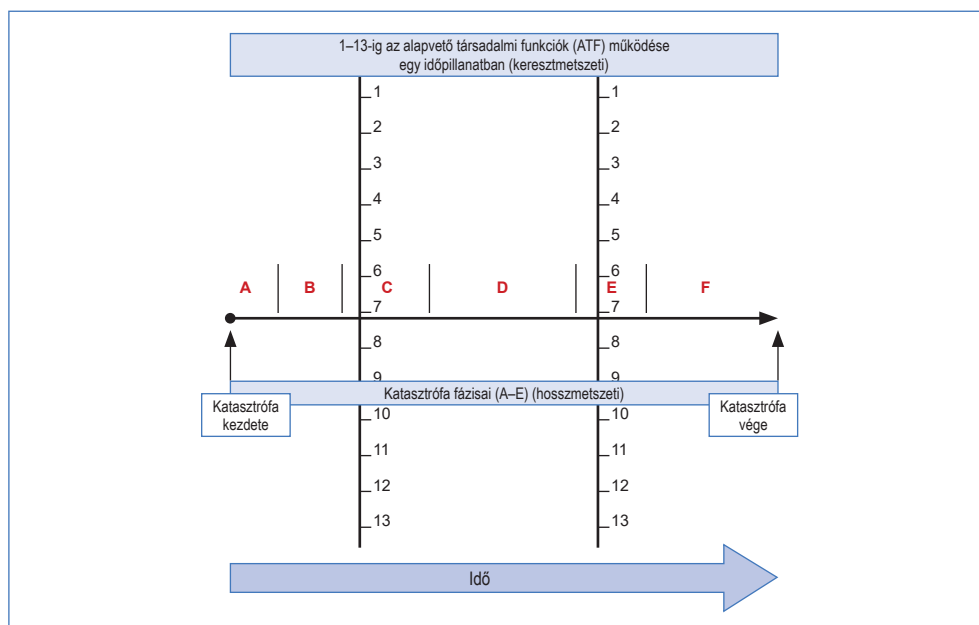 1–13-ig az alapvető társadalmi funkciók (ATF) működése
egy időpillanatban (keresztmetszeti)
1 1
2 2
3 3
4 4
5 5
6 6
A B C D E F
7 7
8 8
9 9
Katasztrófa fázisai (A–E) (hosszmetszeti)
Katasztrófa
kezdete
Katasztrófa
vége
10 10
11 11
12 12
13 13
Idő